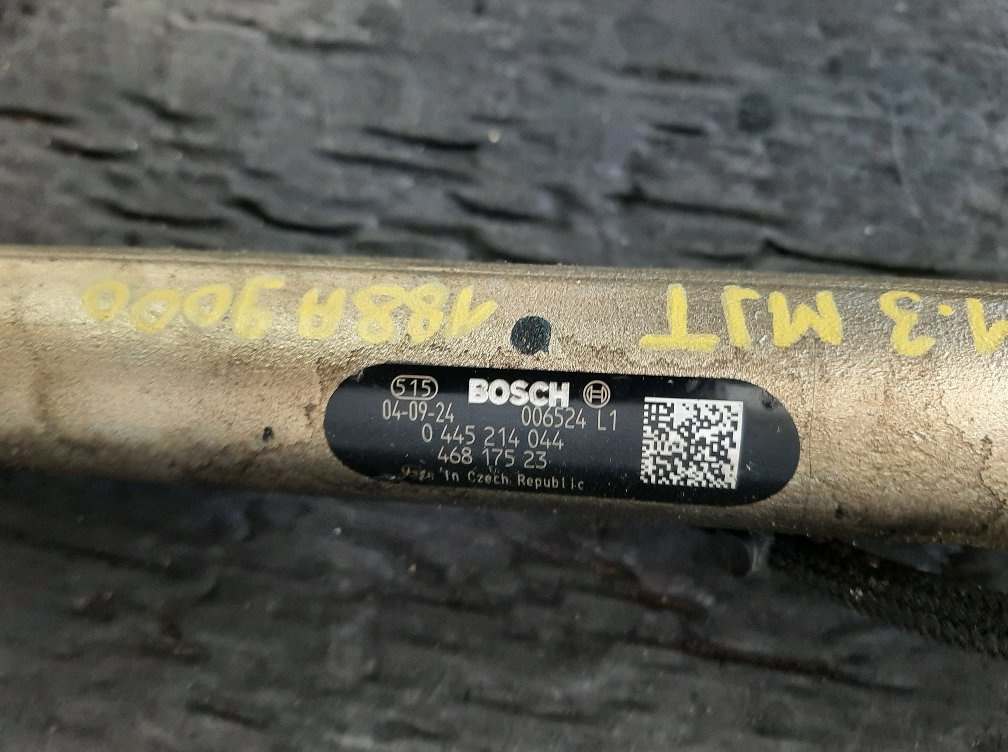 1.3 MJT 188A9000
515 BOSCH
04-09-24 006524 L1
0 445 214 044
468 175 23
in Czech Republic